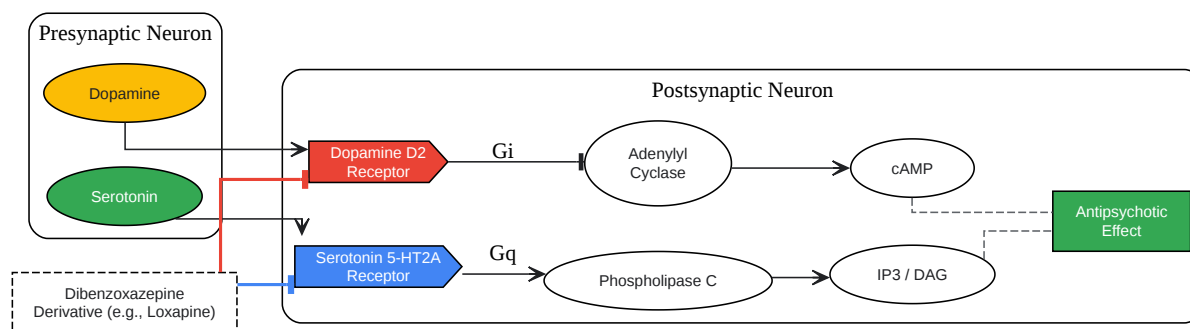 Presynaptic Neuron
Dopamine
Serotonin
Dibenzoxazepine
Derivative (e.g., Loxapine)
Postsynaptic Neuron
Dopamine D2
Receptor
Gi
Adenylyl
Cyclase
cAMP
Serotonin 5-HT2A
Receptor
Gq
Phospholipase C
IP3 / DAG
Antipsychotic
Effect